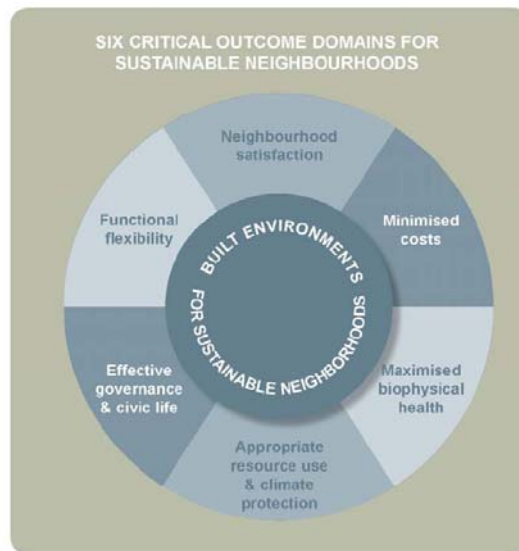 SIX CRITICAL OUTCOME DOMAINS FOR
SUSTAINABLE NEIGHBOURHOODS
Neighbourhood
satisfaction
Minimised
costs
Maximised
biophysical
health
Appropriate
resource use
& climate
protection
Effective
governance
& civic life
Functional
flexibility
BUILT ENVIRONMENTS
FOR SUSTAINABLE NEIGHBORHOODS